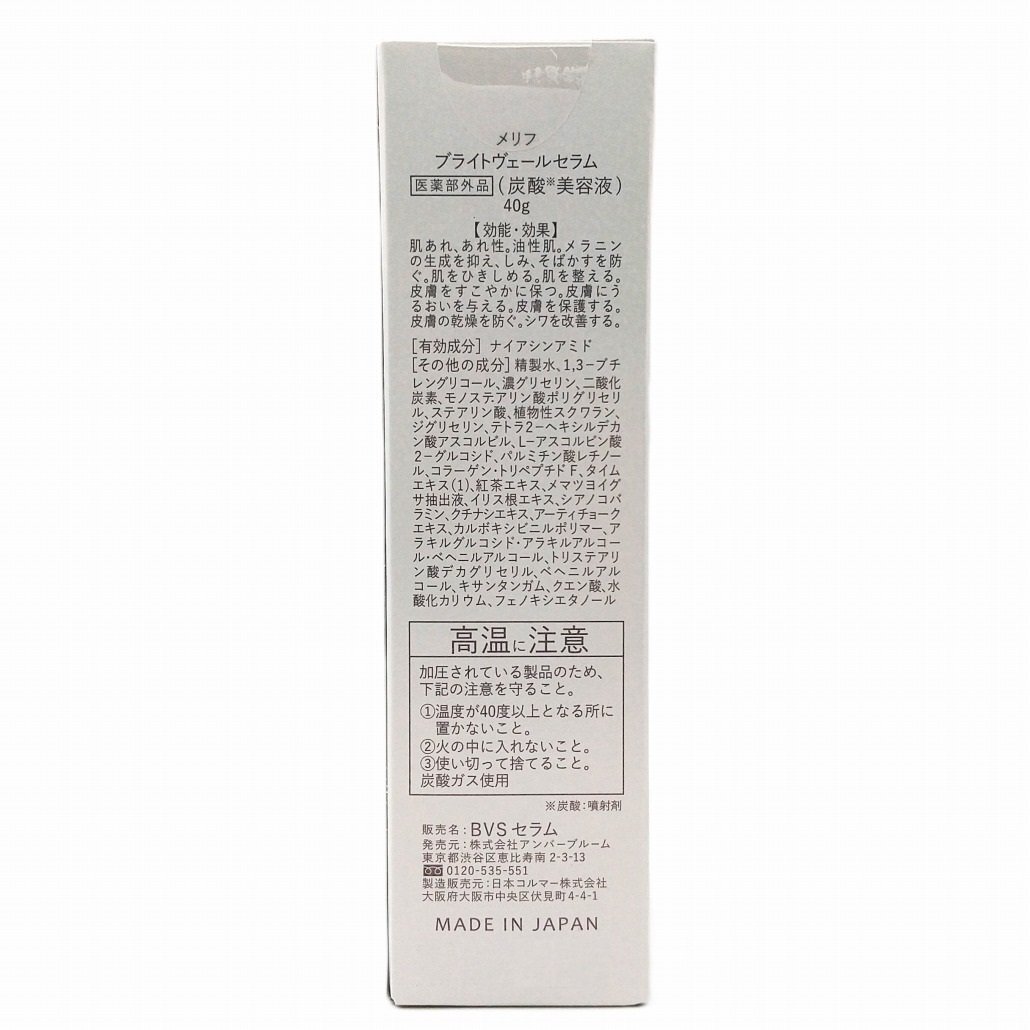 メリフ
ブライトヴェールセラム
医薬部外品(炭酸※美容液)
40g
【効能・効果】
肌あれ、あれ性。油性肌。メラニン
の生成を抑え、しみ、そばかすを防
ぐ。肌をひきしめる。肌を整える。
皮膚をすこやかに保つ。皮膚にう
るおいを与える。皮膚を保護する。
皮膚の乾燥を防ぐ。シワを改善する。
[有効成分] ナイアシンアミド
[その他の成分] 精製水、1,3-ブチ
レングリコール、濃グリセリン、二酸化
炭素、モノステアリン酸ポリグリセリ
ル、ステアリン酸、植物性スクワラン、
ジグリセリン、テトラ2-ヘキシルデカ
ン酸アスコルビル、L-アスコルビン酸
2-グルコシド、パルミチン酸レチノー
ル、コラーゲン・トリペプチド F、タイム
エキス(1)、紅茶エキス、メマツヨイグ
サ抽出液、イリス根エキス、シアノコバ
ラミン、クチナシエキス、アーティチョーク
エキス、カルボキシビニルポリマー、ア
ラキルグルコシド・アラキルアルコー
ル・ベヘニルアルコール、トリステアリ
ン酸デカグリセリル、ベヘニルアル
コール、キサンタンガム、クエン酸、水
酸化カリウム、フェノキシエタノール
高温に注意
加圧されている製品のため、
下記の注意を守ること。
①温度が40度以上となる所に
置かないこと。
②火の中に入れないこと。
③使い切って捨てること。
炭酸ガス使用
※炭酸:噴射剤
販売名:BVS セラム
発売元:株式会社アンバーブルーム
東京都渋谷区恵比寿南 2-3-13
0120-535-551
製造販売元:日本コルマー株式会社
大阪府大阪市中央区伏見町4-4-1
MADE IN JAPAN